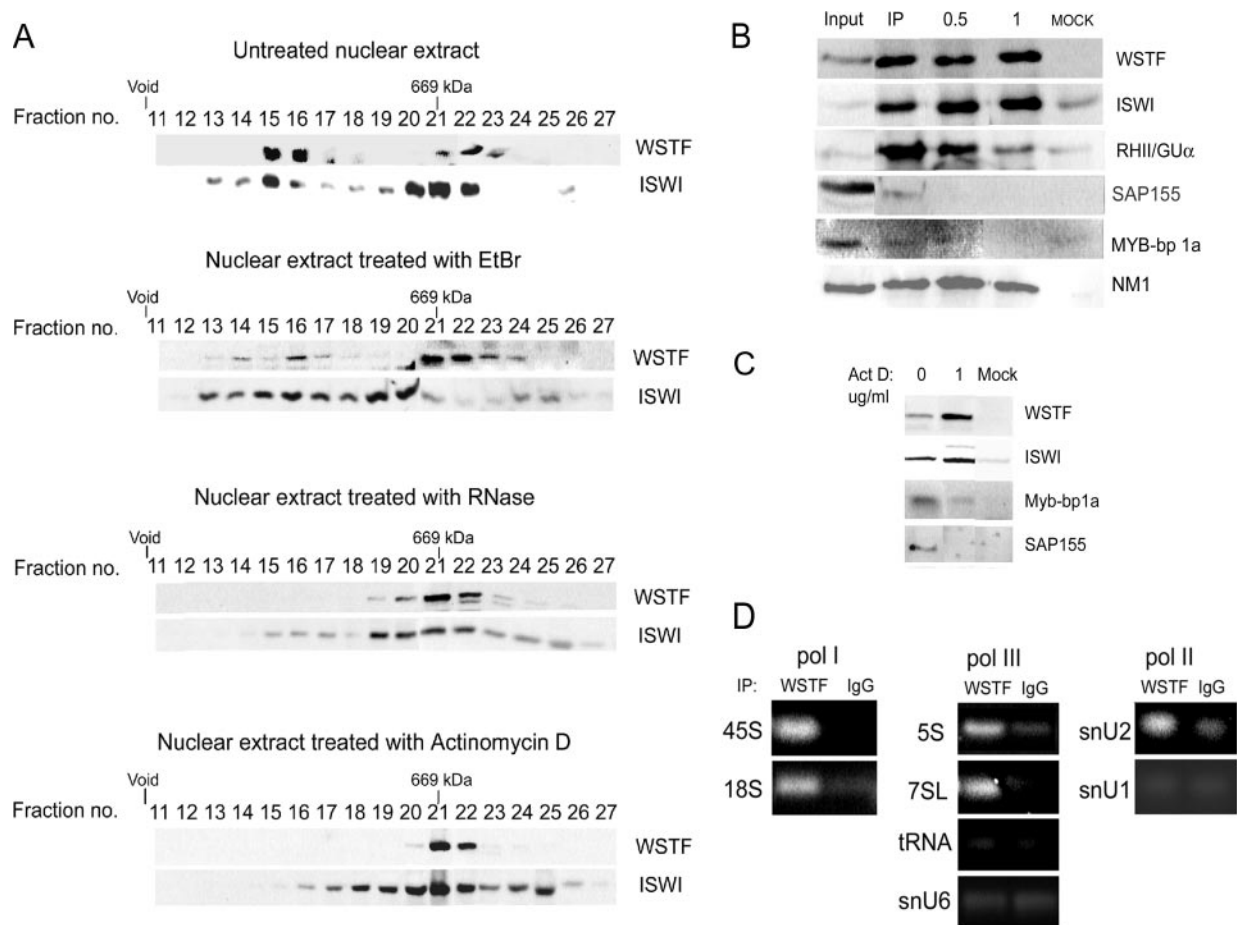 A
Untreated nuclear extract
Void
669 kDa
Fraction no. 11 12 13 14 15 16 17 18 19 20 21 22 23 24 25 26 27
WSTF
ISWI
Nuclear extract treated with EtBr
Void
669 kDa
Fraction no. 11 12 13 14 15 16 17 18 19 20 21 22 23 24 25 26 27
WSTF
ISWI
Nuclear extract treated with RNase
Void
669 kDa
Fraction no. 11 12 13 14 15 16 17 18 19 20 21 22 23 24 25 26 27
WSTF
ISWI
Nuclear extract treated with Actinomycin D
Void
669 kDa
Fraction no. 11 12 13 14 15 16 17 18 19 20 21 22 23 24 25 26 27
WSTF
ISWI
B
Input IP 0.5 1 MOCK
WSTF
ISWI
RHII/GUα
SAP155
MYB-bp 1a
NM1
C
Act D: 0 1 Mock
ug/ml
WSTF
ISWI
Myb-bp1a
SAP155
D
pol I
IP: WSTF IgG
45S
18S
pol III
WSTF IgG
5S
7SL
tRNA
snU6
pol II
WSTF IgG
snU2
snU1